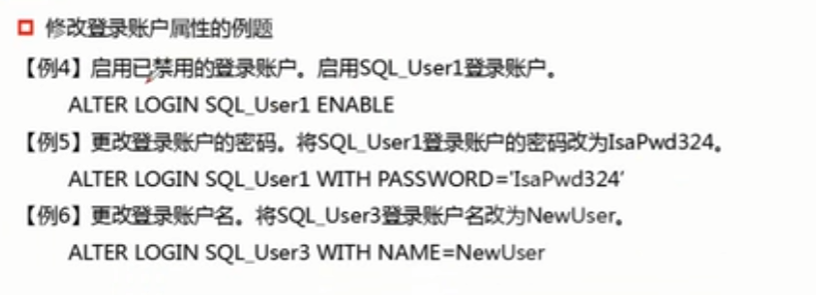 修改登录账户属性的例题
【例4】启用已禁用的登录账户。启用SQL_User1登录账户。
ALTER LOGIN SQL_User1 ENABLE
【例5】更改登录账户的密码。将SQL_User1登录账户的密码改为IsaPwd324。
ALTER LOGIN SQL_User1 WITH PASSWORD='IsaPwd324'
【例6】更改登录账户名。将SQL_User3登录账户名改为NewUser。
ALTER LOGIN SQL_User3 WITH NAME=NewUser